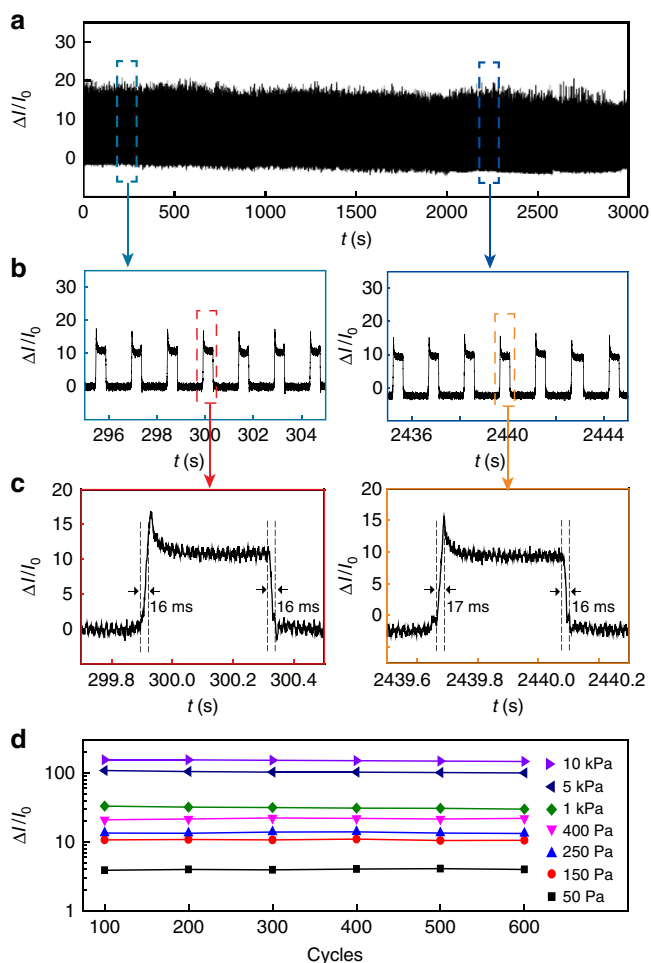 a
ΔI/I0
30
20
10
0
0 500 1000 1500 2000 2500 3000
t (s)
b
ΔI/I0
30
20
10
0
296 298 300 302 304
t (s)
ΔI/I0
30
20
10
0
2436 2440 2444
t (s)
c
ΔI/I0
20
15
10
5
0
16 ms 16 ms
299.8 300.0 300.2 300.4
t (s)
ΔI/I0
20
15
10
5
0
17 ms 16 ms
2439.6 2439.8 2440.0 2440.2
t (s)
d
ΔI/I0
100
10
1
10 kPa
5 kPa
1 kPa
400 Pa
250 Pa
150 Pa
50 Pa
100 200 300 400 500 600
Cycles